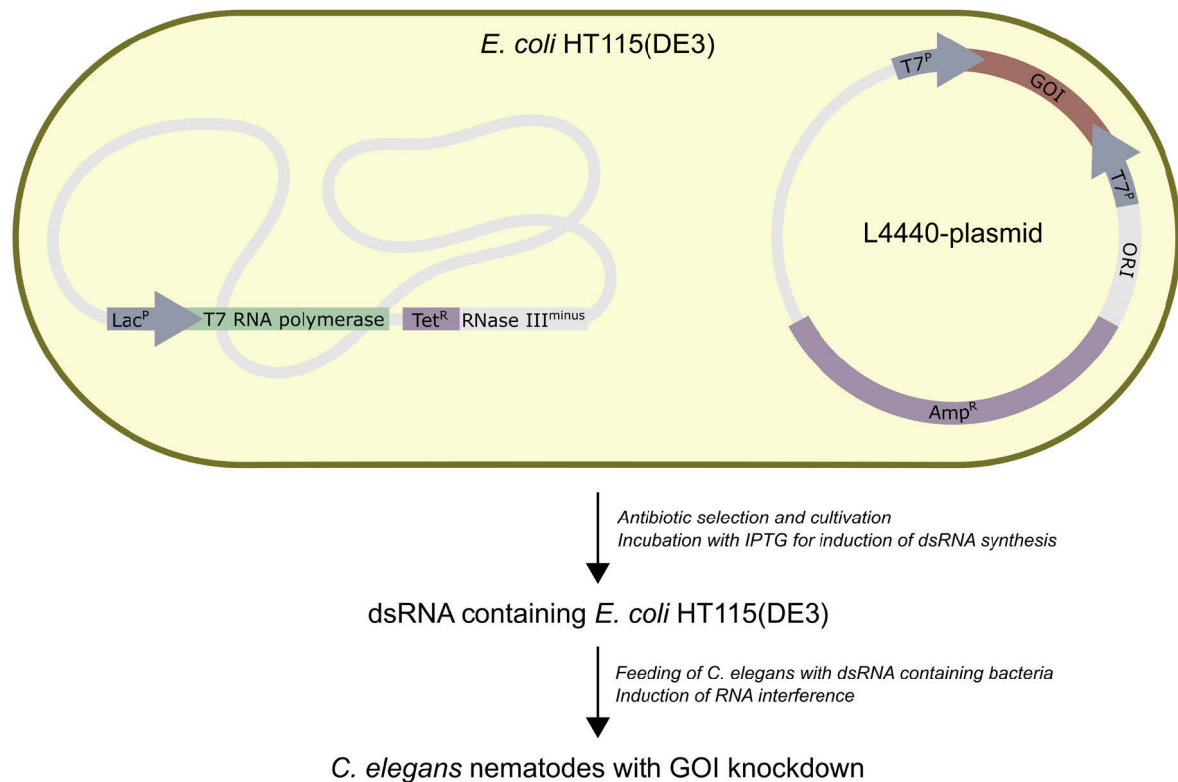 E. coli HT115(DE3)
T7ᴾ
GOI
T7ᴾ
L4440-plasmid
ORI
Lacᴾ
T7 RNA polymerase
Tetᴿ
RNase IIIᵐⁱⁿᵘˢ
Ampᴿ
Antibiotic selection and cultivation
Incubation with IPTG for induction of dsRNA synthesis
dsRNA containing E. coli HT115(DE3)
Feeding of C. elegans with dsRNA containing bacteria
Induction of RNA interference
C. elegans nematodes with GOI knockdown